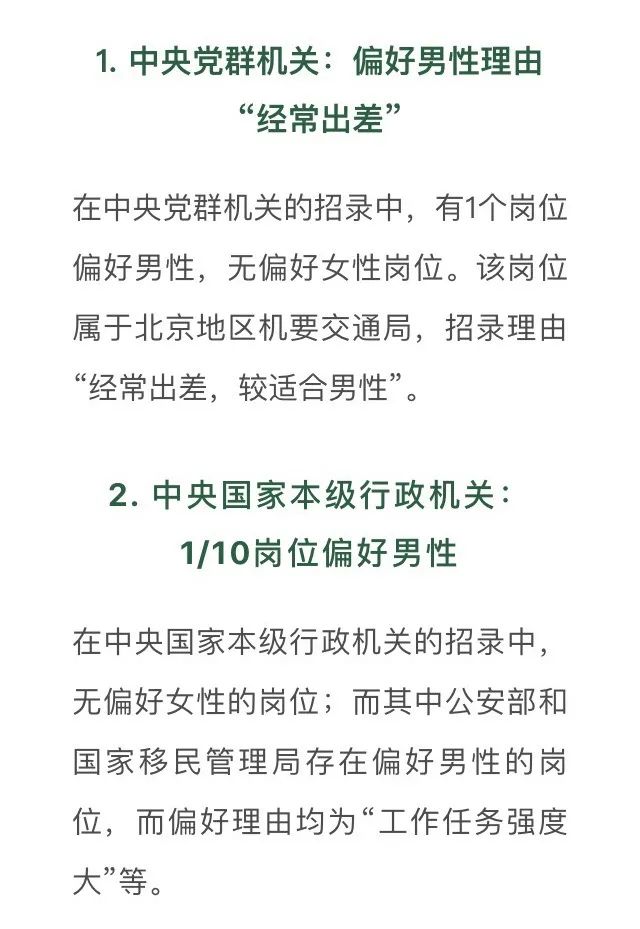 1. 中央党群机关：偏好男性理由
“经常出差”
在中央党群机关的招录中，有1个岗位
偏好男性，无偏好女性岗位。该岗位
属于北京地区机要交通局，招录理由
“经常出差，较适合男性”。
2. 中央国家本级行政机关：
1/10岗位偏好男性
在中央国家本级行政机关的招录中，
无偏好女性的岗位；而其中公安部和
国家移民管理局存在偏好男性的岗
位，而偏好理由均为“工作任务强度
大”等。